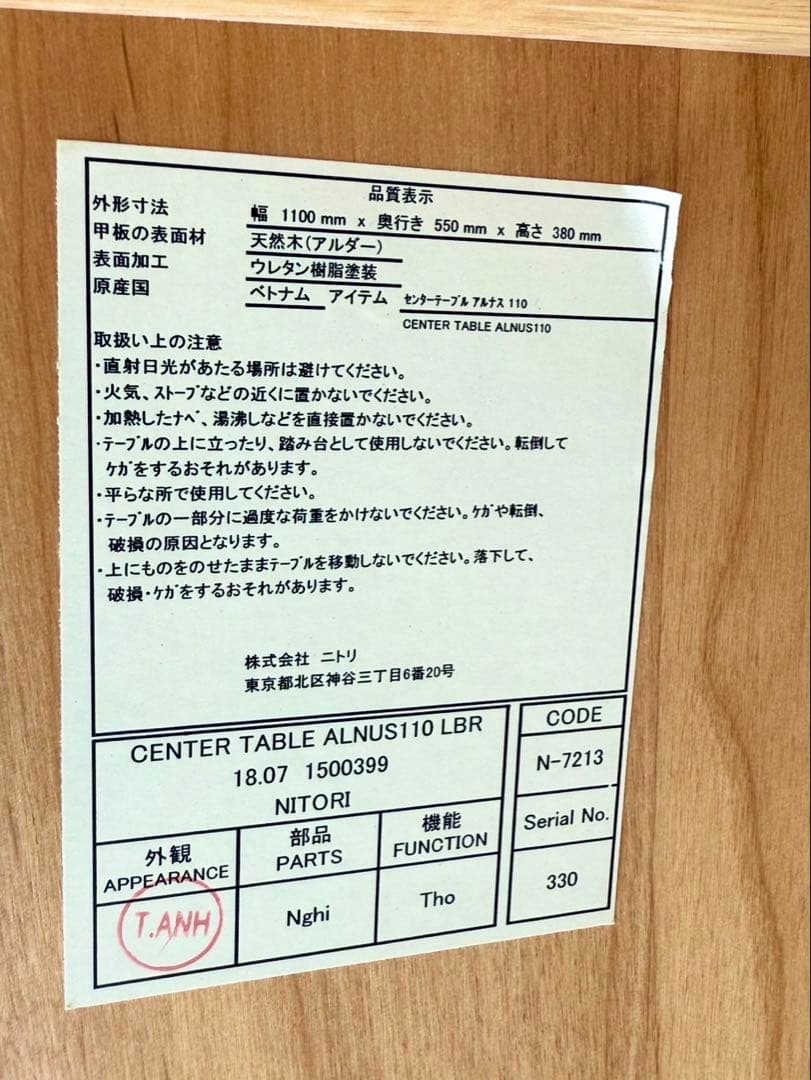 品質表示
外形寸法 幅 1100 mm x 奥行き 550 mm x 高さ 380 mm
甲板の表面材 天然木(アルダー)
表面加工 ウレタン樹脂塗装
原産国 ベトナム アイテム ｾﾝﾀｰﾃｰﾌﾞﾙ ｱﾙﾅｽ 110
CENTER TABLE ALNUS110
取扱い上の注意
・直射日光があたる場所は避けてください。
・火気、ｽﾄｰﾌﾞなどの近くに置かないでください。
・加熱したﾅﾍﾞ、湯沸しなどを直接置かないでください。
・ﾃｰﾌﾞﾙの上に立ったり、踏み台として使用しないでください。転倒して
ｹｶﾞをするおそれがあります。
・平らな所で使用してください。
・ﾃｰﾌﾞﾙの一部分に過度な荷重をかけないでください。ｹｶﾞや転倒、
破損の原因となります。
・上にものをのせたままﾃｰﾌﾞﾙを移動しないでください。落下して、
破損・ｹｶﾞをするおそれがあります。
株式会社 ニトリ
東京都北区神谷三丁目6番20号
CENTER TABLE ALNUS110 LBR
18.07 1500399
NITORI
CODE
N-7213
Serial No.
330
外観 部品 機能
APPEARANCE PARTS FUNCTION
T.ANH Nghi Tho